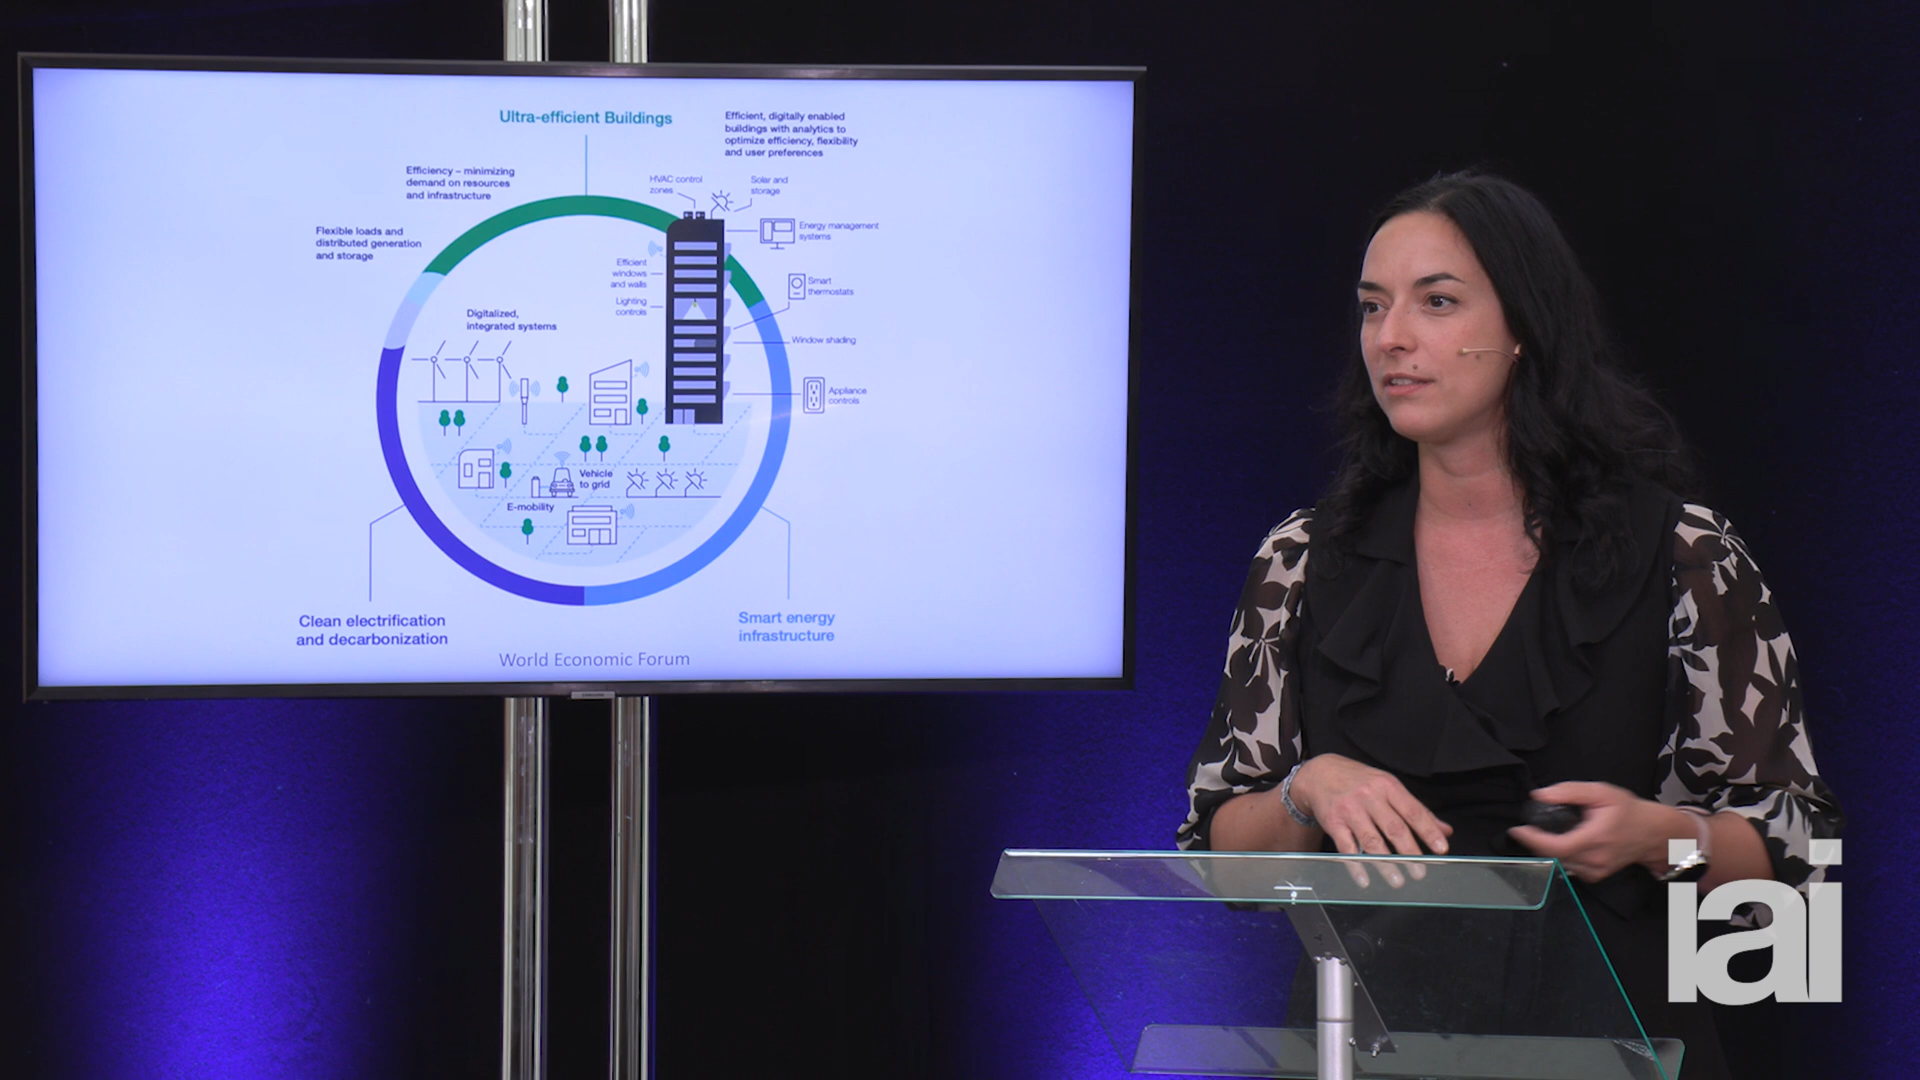 Ultra-efficient Buildings
Efficient, digitally enabled
buildings with analytics to
optimize efficiency, flexibility
and user preferences
Efficiency – minimizing
demand on resources
and infrastructure
HVAC control
zones
Solar and
storage
Flexible loads and
distributed generation
and storage
Energy management
systems
Efficient
windows
and walls
Smart
thermostats
Lighting
controls
Digitalized,
integrated systems
Window shading
Appliance
controls
Vehicle
to grid
E-mobility
Clean electrification
and decarbonization
Smart energy
infrastructure
World Economic Forum
iai